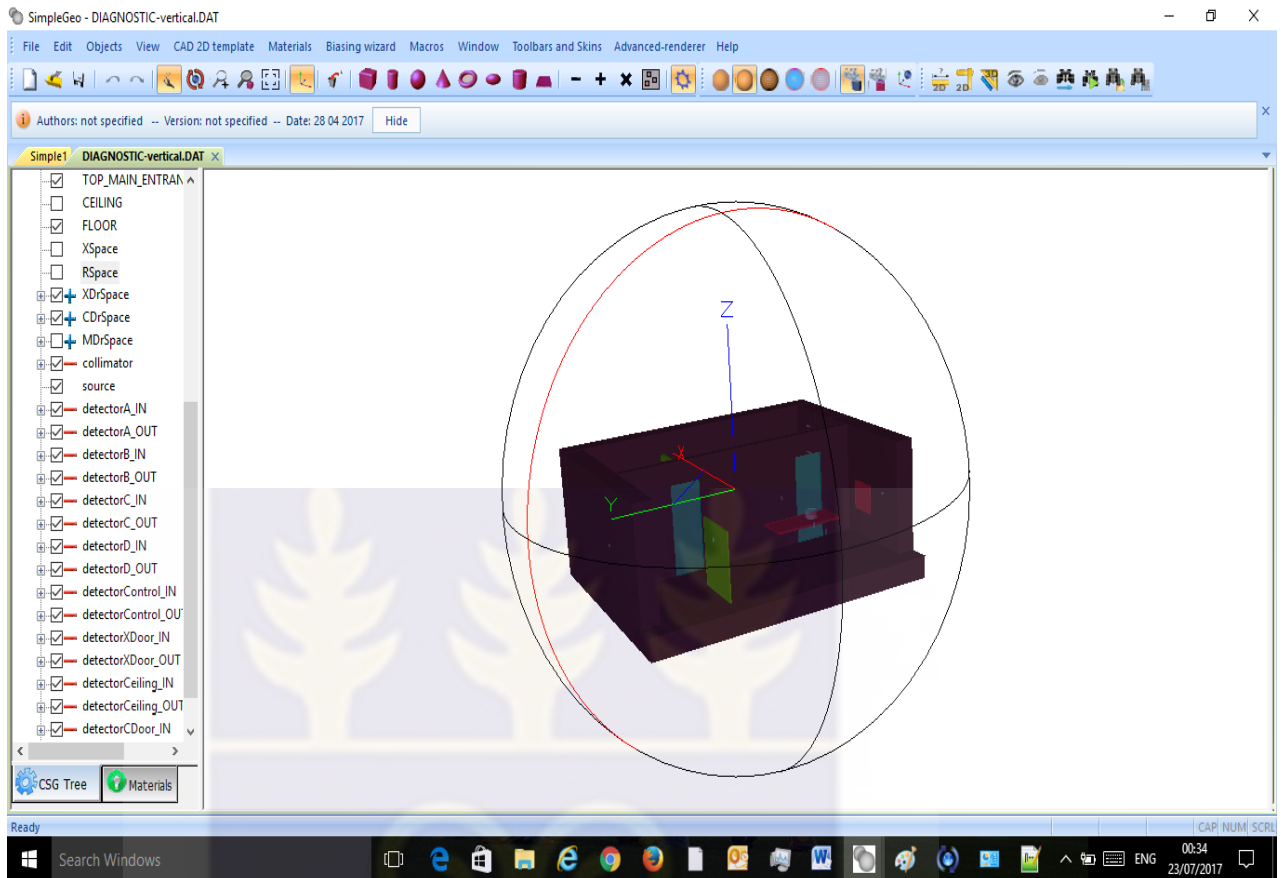 SimpleGeo - DIAGNOSTIC-vertical.DAT
File Edit Objects View CAD 2D template Materials Biasing wizard Macros Window Toolbars and Skins Advanced-renderer Help
? 2D 2D 3D
Authors: not specified -- Version: not specified -- Date: 28 04 2017 Hide
Simple1 DIAGNOSTIC-vertical.DAT
TOP_MAIN_ENTRAN
CEILING
FLOOR
XSpace
RSpace
XDrSpace
CDrSpace
MDrSpace
collimator
source
detectorA_IN
detectorA_OUT
detectorB_IN
detectorB_OUT
detectorC_IN
detectorC_OUT
detectorD_IN
detectorD_OUT
detectorControl_IN
detectorControl_OU
detectorXDoor_IN
detectorXDoor_OUT
detectorCeiling_IN
detectorCeiling_OUT
detectorCDoor_IN
Z
X
Y
CSG Tree Materials
Ready CAP NUM SCRL
Search Windows ENG 00:34
23/07/2017